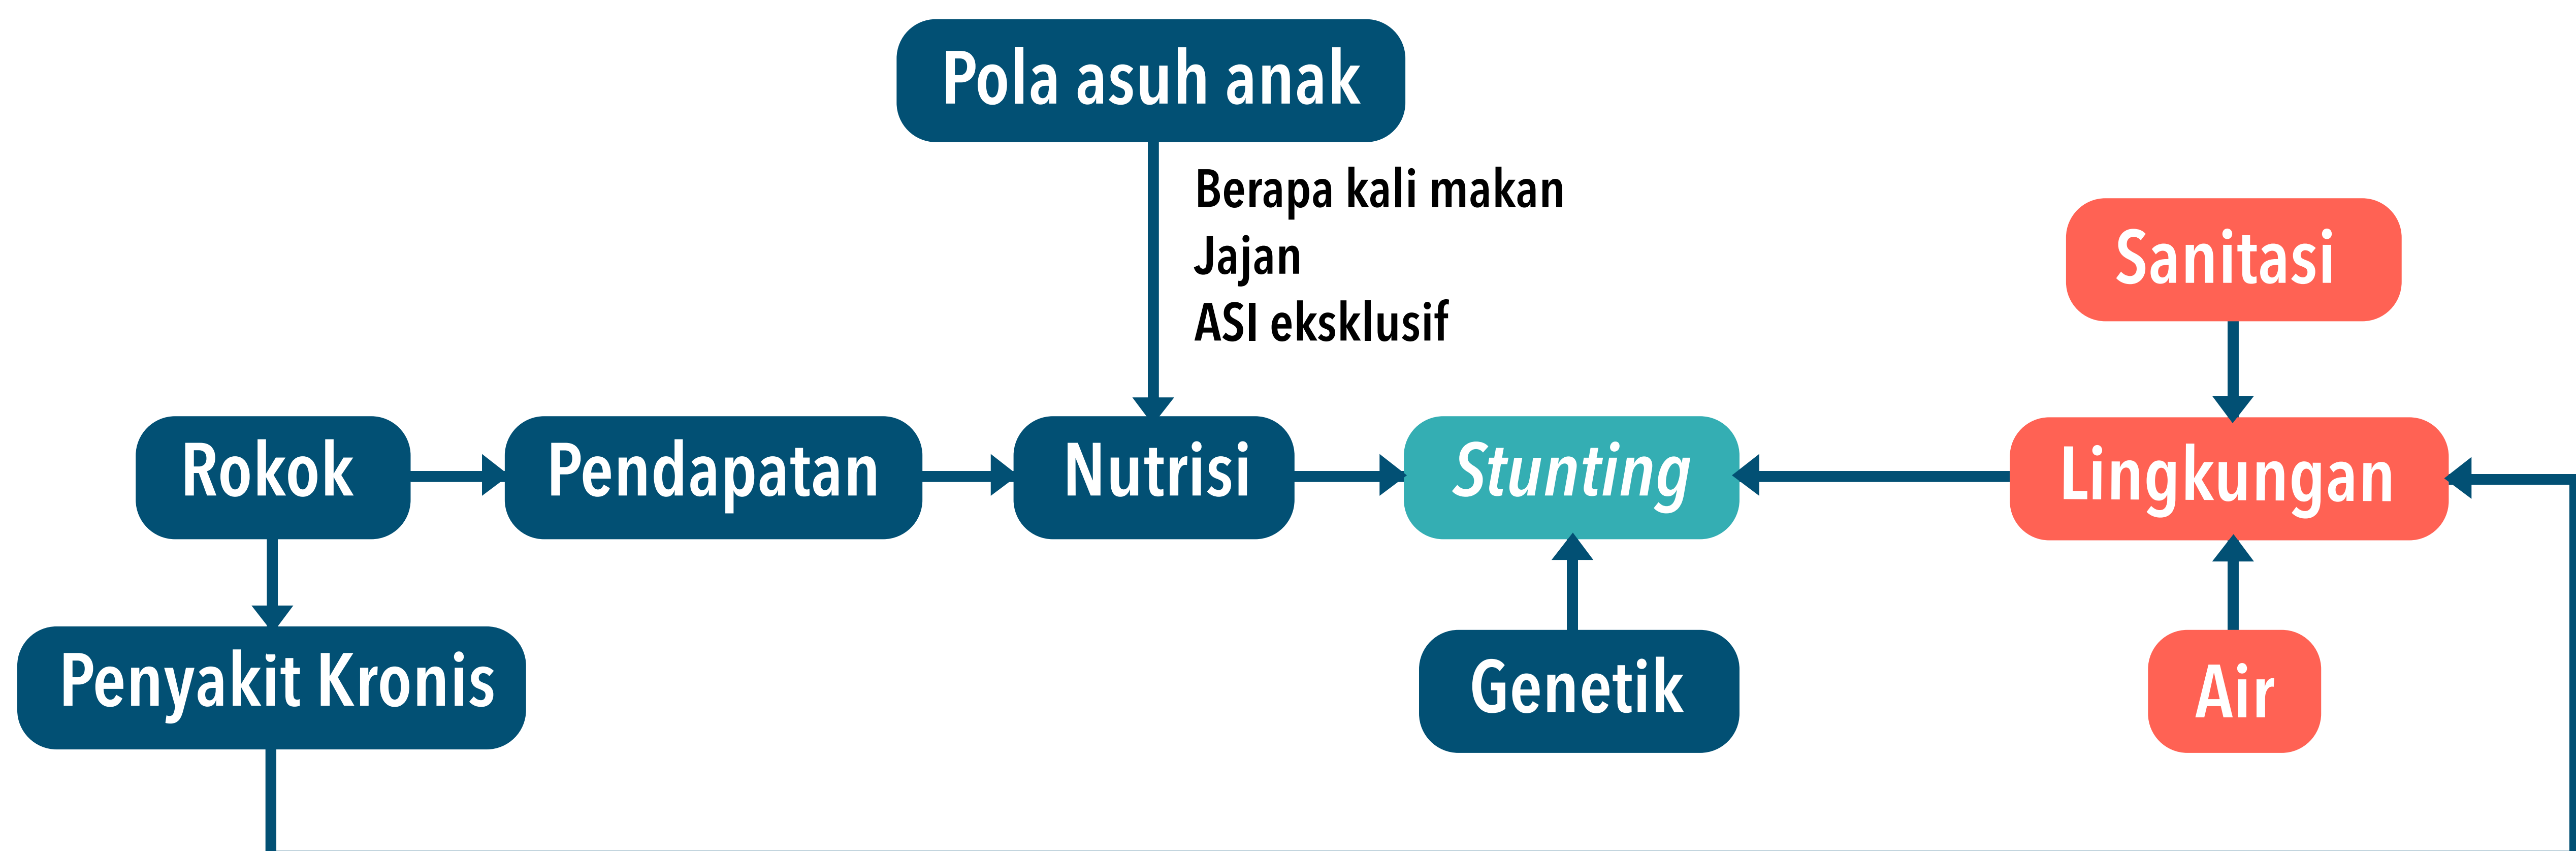 Pola asuh anak
Berapa kali makan
Jajan
ASI eksklusif
Sanitasi
Rokok
Pendapatan
Nutrisi
Stunting
Lingkungan
Penyakit Kronis
Genetik
Air